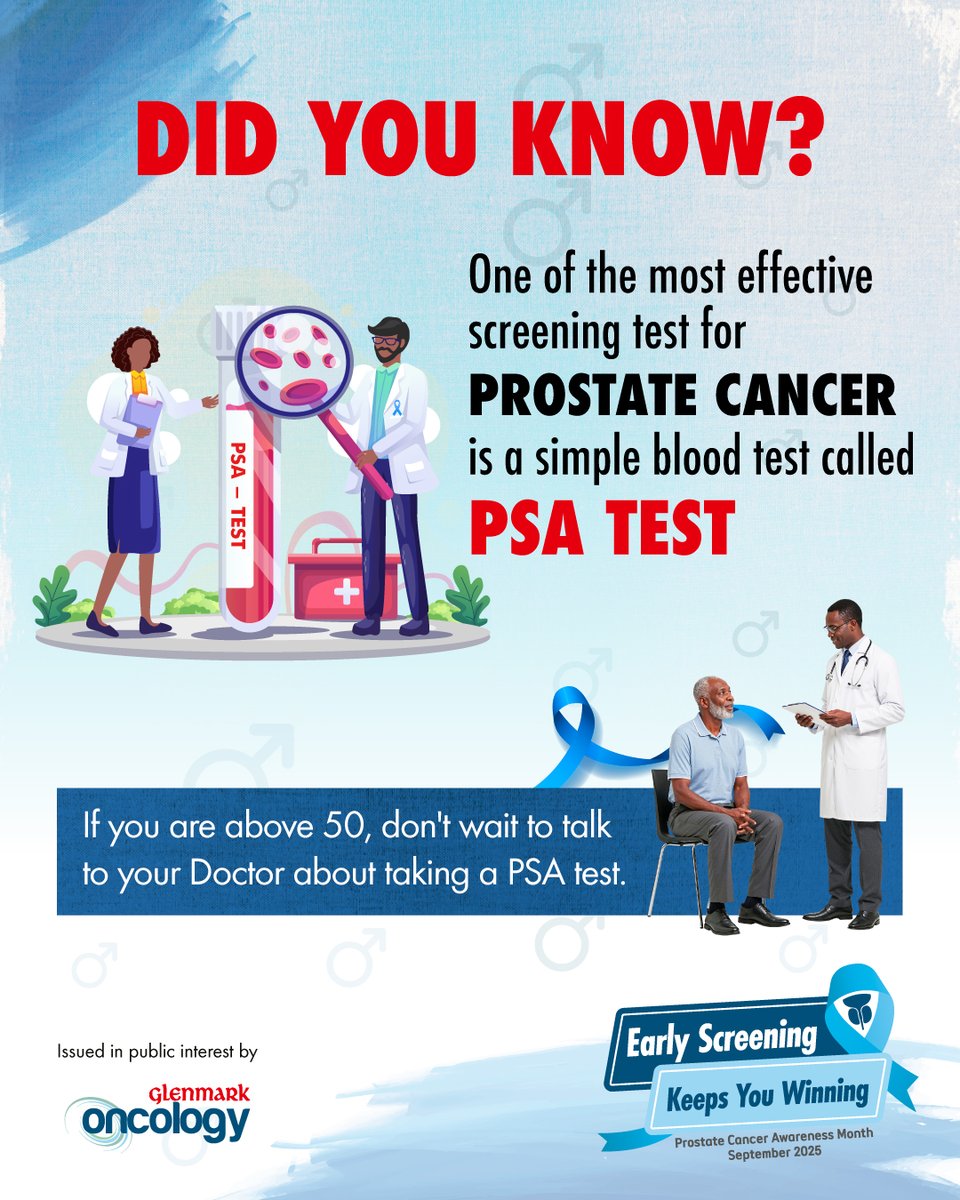 DID YOU KNOW?
One of the most effective
screening test for
PROSTATE CANCER
is a simple blood test called
PSA TEST
PSA – TEST
If you are above 50, don't wait to talk
to your Doctor about taking a PSA test.
Issued in public interest by
Glenmark
oncology
Early Screening
Keeps You Winning
Prostate Cancer Awareness Month
September 2025